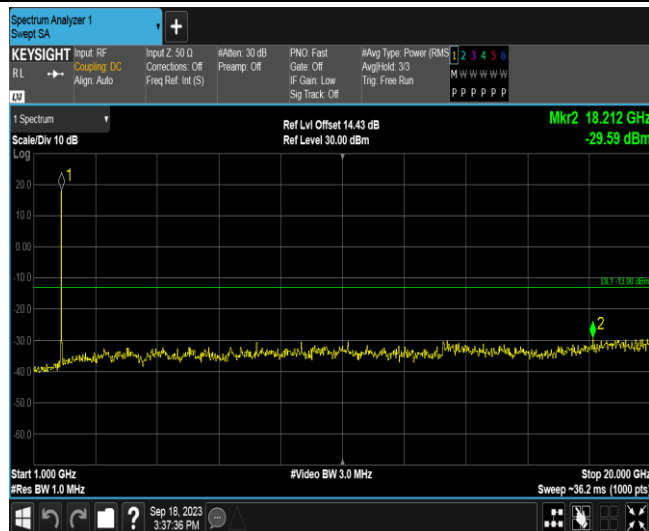 Spectrum Analyzer 1
Swept SA
+
KEYSIGHT
RL
LXI
Input: RF
Coupling: DC
Align: Auto
Input Z: 50 Ω
Corrections: Off
Freq Ref: Int (S)
#Atten: 30 dB
Preamp: Off
PNO: Fast
Gate: Off
IF Gain: Low
Sig Track: Off
#Avg Type: Power (RMS
Avg|Hold: 3/3
Trig: Free Run
1 2 3 4 5 6
M W W W W W
P P P P P P
1 Spectrum
Scale/Div 10 dB
Log
Ref Lvl Offset 14.43 dB
Ref Level 30.00 dBm
Mkr2 18.212 GHz
-29.59 dBm
1
20.0
10.0
0.00
-10.0
DL1 -13.00 dBm
-20.0
2
-30.0
-40.0
-50.0
-60.0
Start 1.000 GHz
#Res BW 1.0 MHz
#Video BW 3.0 MHz
Stop 20.000 GHz
Sweep ~36.2 ms (1000 pts)
?
Sep 18, 2023
3:37:36 PM